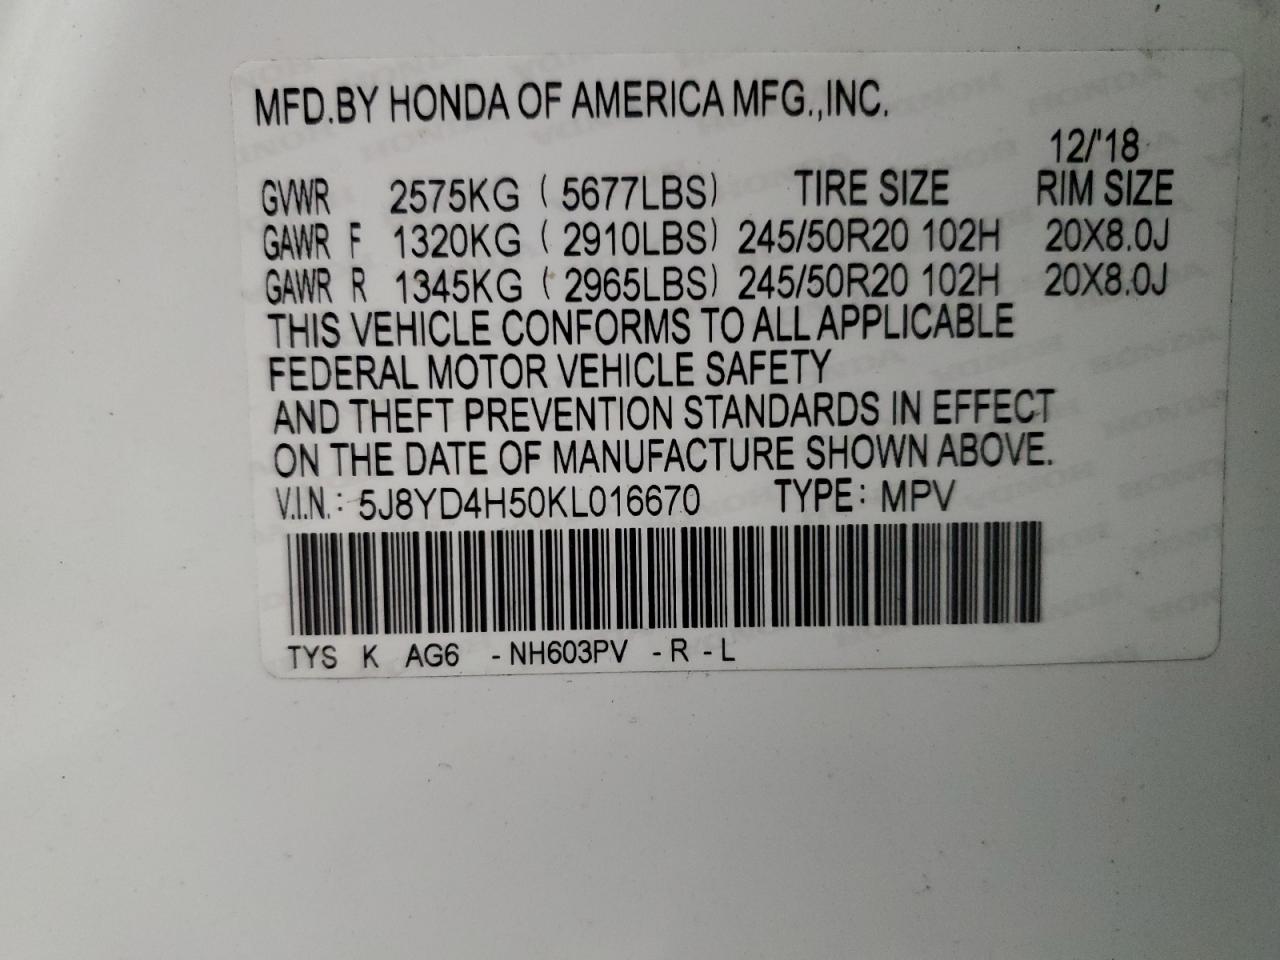 MFD.BY HONDA OF AMERICA MFG.,INC.
12/'18
GVWR 2575KG ( 5677LBS) TIRE SIZE RIM SIZE
GAWR F 1320KG ( 2910LBS) 245/50R20 102H 20X8.0J
GAWR R 1345KG ( 2965LBS) 245/50R20 102H 20X8.0J
THIS VEHICLE CONFORMS TO ALL APPLICABLE
FEDERAL MOTOR VEHICLE SAFETY
AND THEFT PREVENTION STANDARDS IN EFFECT
ON THE DATE OF MANUFACTURE SHOWN ABOVE.
V.I.N.: 5J8YD4H50KL016670 TYPE: MPV
TYS K AG6 -NH603PV -R -L